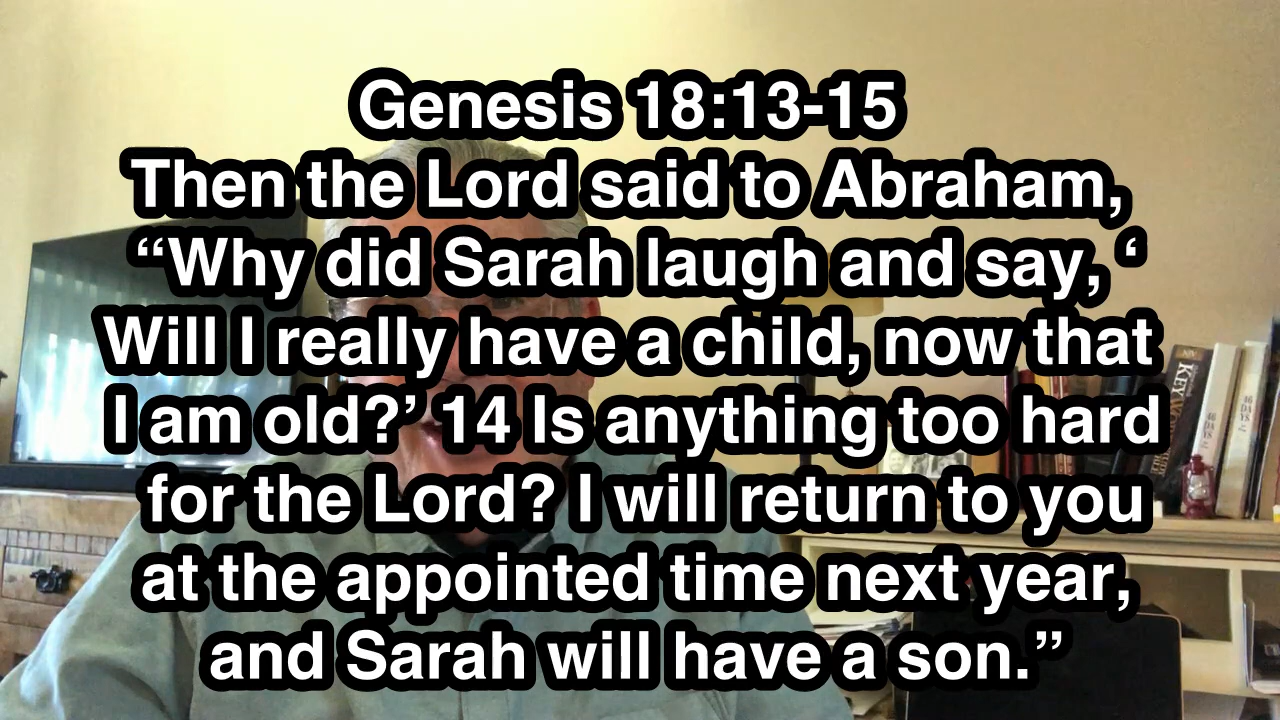 Genesis 18:13-15
Then the Lord said to Abraham,
“Why did Sarah laugh and say, ‘
Will I really have a child, now that
I am old?’ 14 Is anything too hard
for the Lord? I will return to you
at the appointed time next year,
and Sarah will have a son.”
NIV
KEY